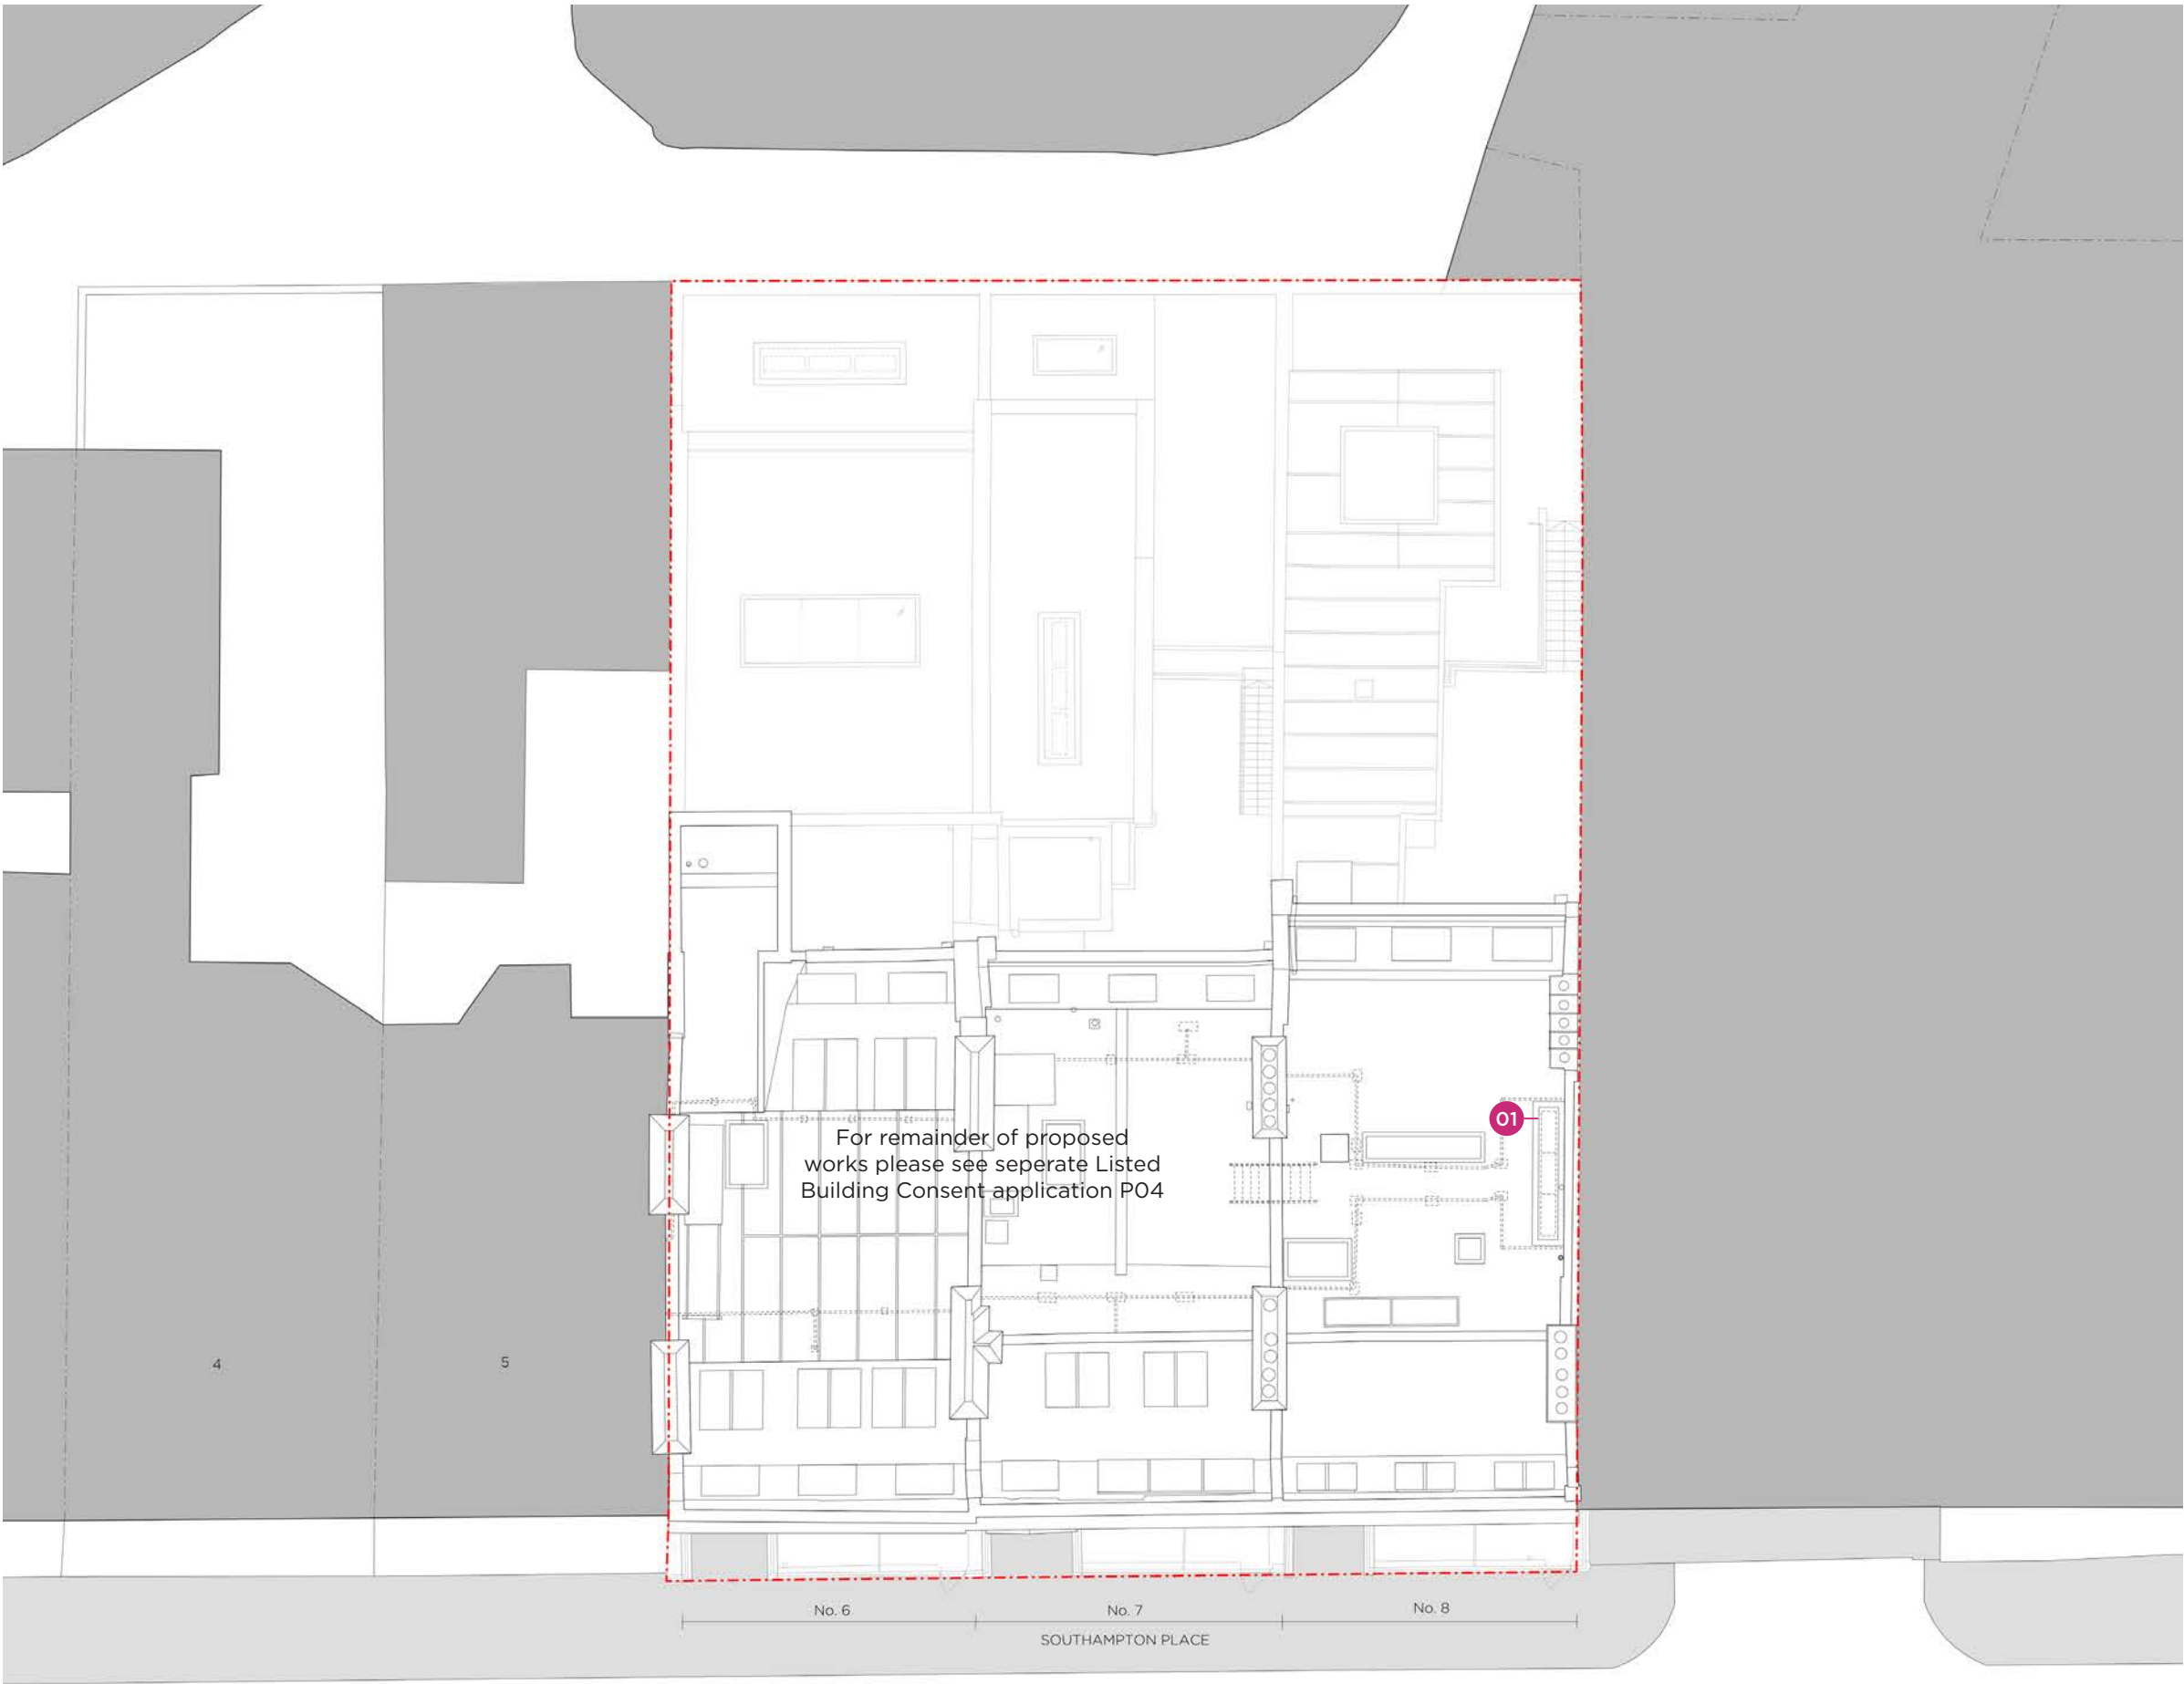 01
For remainder of proposed
works please see seperate Listed
Building Consent application P04
4
5
No. 6
No. 7
No. 8
SOUTHAMPTON PLACE